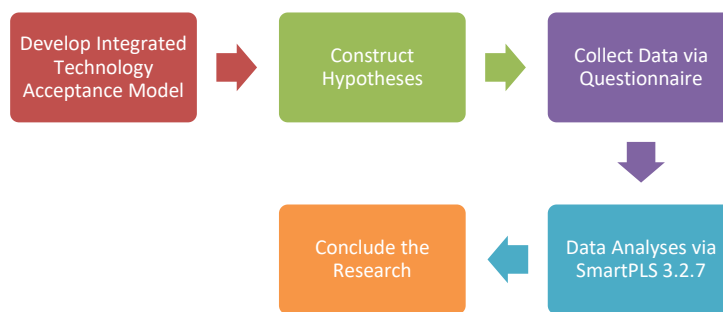 Develop Integrated
Technology
Acceptance Model
Construct
Hypotheses
Collect Data via
Questionnaire
Data Analyses via
SmartPLS 3.2.7
Conclude the
Research